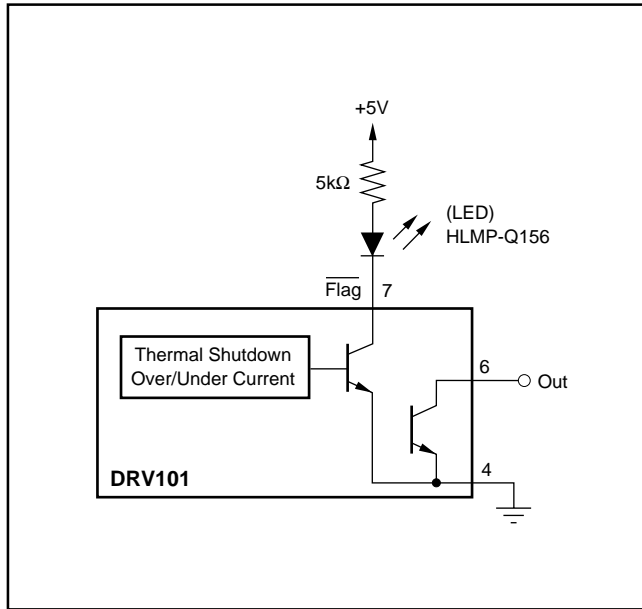 +5V
5kΩ
(LED)
HLMP-Q156
Flag 7
Thermal Shutdown
Over/Under Current
6
Out
4
DRV101